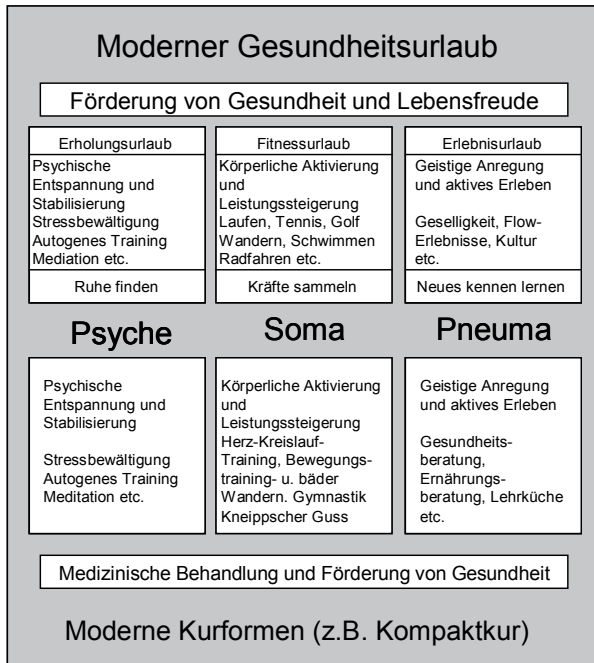 Moderner Gesundheitsurlaub
Förderung von Gesundheit und Lebensfreude
Erholungsurlaub
Psychische
Entspannung und
Stabilisierung
Stressbewältigung
Autogenes Training
Mediation etc.
Ruhe finden
Fitnessurlaub
Körperliche Aktivierung
und
Leistungssteigerung
Laufen, Tennis, Golf
Wandern, Schwimmen
Radfahren etc.
Kräfte sammeln
Erlebnisurlaub
Geistige Anregung
und aktives Erleben
Geselligkeit, Flow-
Erlebnisse, Kultur
etc.
Neues kennen lernen
Psyche
Soma
Pneuma
Psychische
Entspannung und
Stabilisierung
Stressbewältigung
Autogenes Training
Meditation etc.
Körperliche Aktivierung
und
Leistungssteigerung
Herz-Kreislauf-
Training, Bewegungs-
training- u. bäder
Wandern. Gymnastik
Kneippscher Guss
Geistige Anregung
und aktives Erleben
Gesundheits-
beratung,
Ernährungs-
beratung, Lehrküche
etc.
Medizinische Behandlung und Förderung von Gesundheit
Moderne Kurformen (z.B. Kompaktkur)